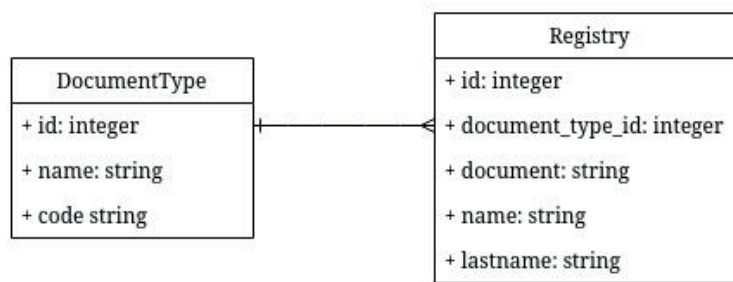 DocumentType
+ id: integer
+ name: string
+ code string
Registry
+ id: integer
+ document_type_id: integer
+ document: string
+ name: string
+ lastname: string